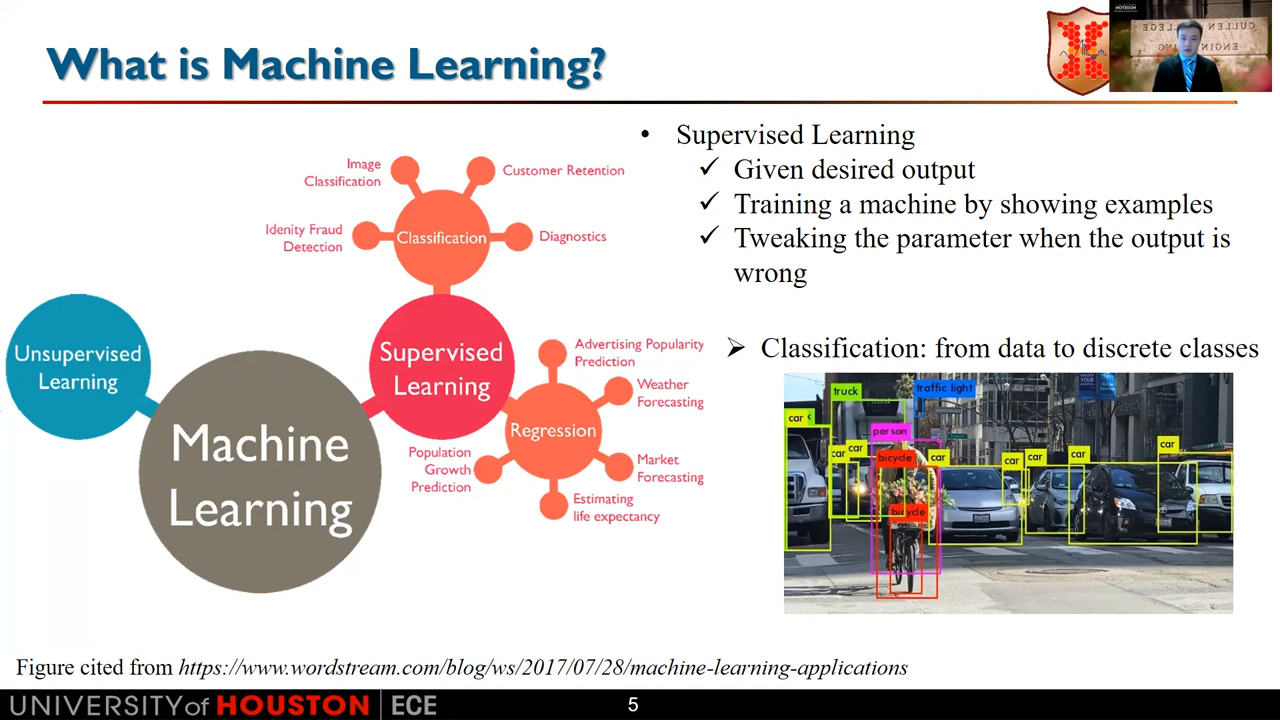 What is Machine Learning?
CULLEN COLLEGE
ENGINEERING
• Supervised Learning
✓ Given desired output
✓ Training a machine by showing examples
✓ Tweaking the parameter when the output is
wrong
➢ Classification: from data to discrete classes
Image
Classification
Customer Retention
Idenity Fraud
Detection
Classification
Diagnostics
Unsupervised
Learning
Supervised
Learning
Machine
Learning
Advertising Popularity
Prediction
Weather
Forecasting
Regression
Population
Growth
Prediction
Market
Forecasting
Estimating
life expectancy
truck
traffic light
car
person
car
car
bicycle
car
car
car
car
car
bicycle
Figure cited from https://www.wordstream.com/blog/ws/2017/07/28/machine-learning-applications
UNIVERSITY of HOUSTON | ECE
5